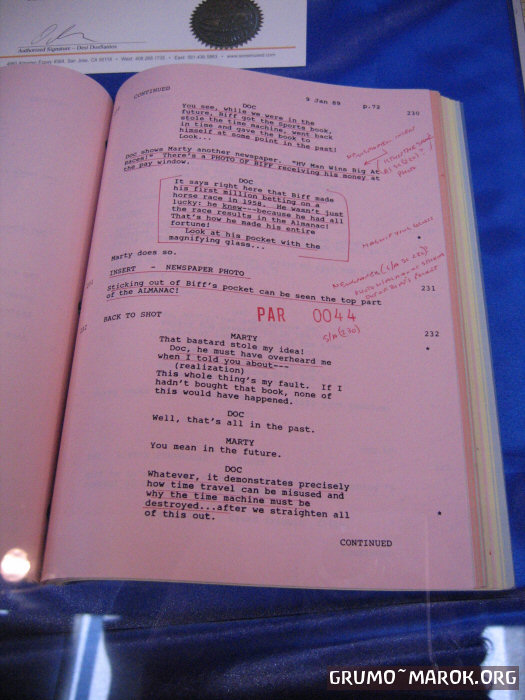 Authorized Signature - Desi DosSantos
CONTINUED
9 Jan 89 p.72
230
DOC
You see, while we were in the
future, Biff got the Sports book,
stole the time machine, went back
in time and gave the book to
himself at some point in the past!
Look...
Doc shows Marty another newspaper. "HV Man Wins Big At
Races!" There's a PHOTO OF BIFF receiving his money at
the pay window.
DOC
It says right here that Biff made
his first million betting on a
horse race in 1958. He wasn't just
lucky: he knew---because he had all
the race results in the Almanac!
That's how he made his entire
fortune!
Look at his pocket with the
magnifying glass...
Marty does so.
INSERT - NEWSPAPER PHOTO
231
Sticking out of Biff's pocket can be seen the top part
of the ALMANAC!
PAR 0044
232 BACK TO SHOT 232
MARTY
That bastard stole my idea!
Doc, he must have overheard me
when I told you about---
(realization)
This whole thing's my fault. If I
hadn't bought that book, none of
this would have happened.
DOC
Well, that's all in the past.
MARTY
You mean in the future.
DOC
Whatever, it demonstrates precisely
how time travel can be misused and
why the time machine must be
destroyed...after we straighten all
of this out.
CONTINUED
GRUMO~MAROK.ORG